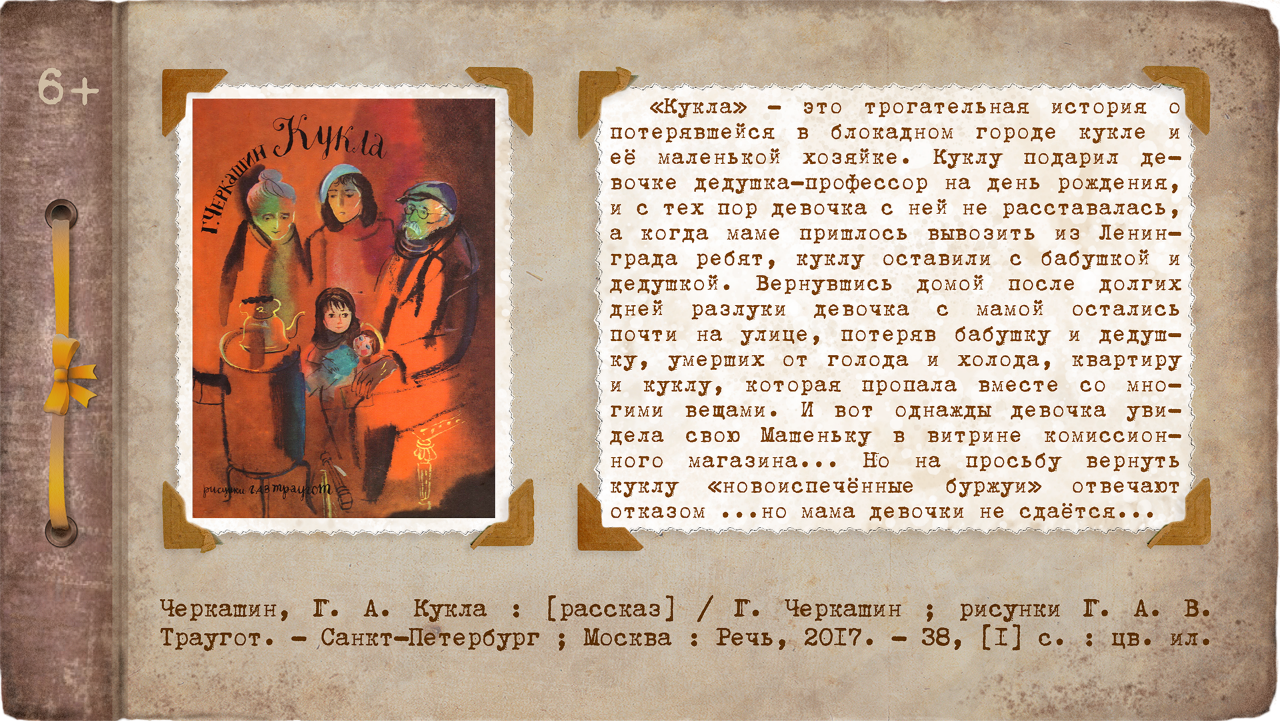 6+
Г. Черкашин Кукла
рисунки Г.А.В. Траугот
«Кукла» – это трогательная история о
потерявшейся в блокадном городе кукле и
её маленькой хозяйке. Куклу подарил де-
вочке дедушка-профессор на день рождения,
и с тех пор девочка с ней не расставалась,
а когда маме пришлось вывозить из Ленин-
града ребят, куклу оставили с бабушкой и
дедушкой. Вернувшись домой после долгих
дней разлуки девочка с мамой остались
почти на улице, потеряв бабушку и дедуш-
ку, умерших от голода и холода, квартиру
и куклу, которая пропала вместе со мно-
гими вещами. И вот однажды девочка уви-
дела свою Машеньку в витрине комиссион-
ного магазина... Но на просьбу вернуть
куклу «новоиспечённые буржуи» отвечают
отказом ...но мама девочки не сдаётся...
Черкашин, Г. А. Кукла : [рассказ] / Г. Черкашин ; рисунки Г. А. В.
Траугот. – Санкт-Петербург ; Москва : Речь, 2017. – 38, [1] с. : цв. ил.